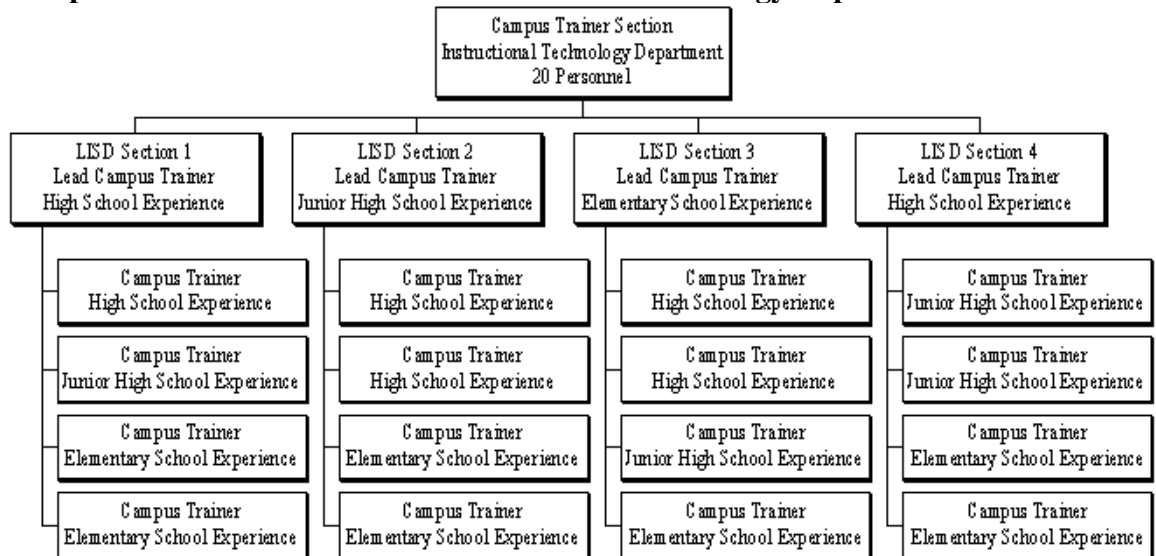 Campus Trainer Section
Instructional Technology Department
20 Personnel
LISD Section 1
Lead Campus Trainer
High School Experience
LISD Section 2
Lead Campus Trainer
Junior High School Experience
LISD Section 3
Lead Campus Trainer
Elementary School Experience
LISD Section 4
Lead Campus Trainer
High School Experience
Campus Trainer
High School Experience
Campus Trainer
Junior High School Experience
Campus Trainer
Elementary School Experience
Campus Trainer
Elementary School Experience
Campus Trainer
High School Experience
Campus Trainer
High School Experience
Campus Trainer
Elementary School Experience
Campus Trainer
Elementary School Experience
Campus Trainer
High School Experience
Campus Trainer
High School Experience
Campus Trainer
Junior High School Experience
Campus Trainer
Elementary School Experience
Campus Trainer
Junior High School Experience
Campus Trainer
Junior High School Experience
Campus Trainer
Elementary School Experience
Campus Trainer
Elementary School Experience